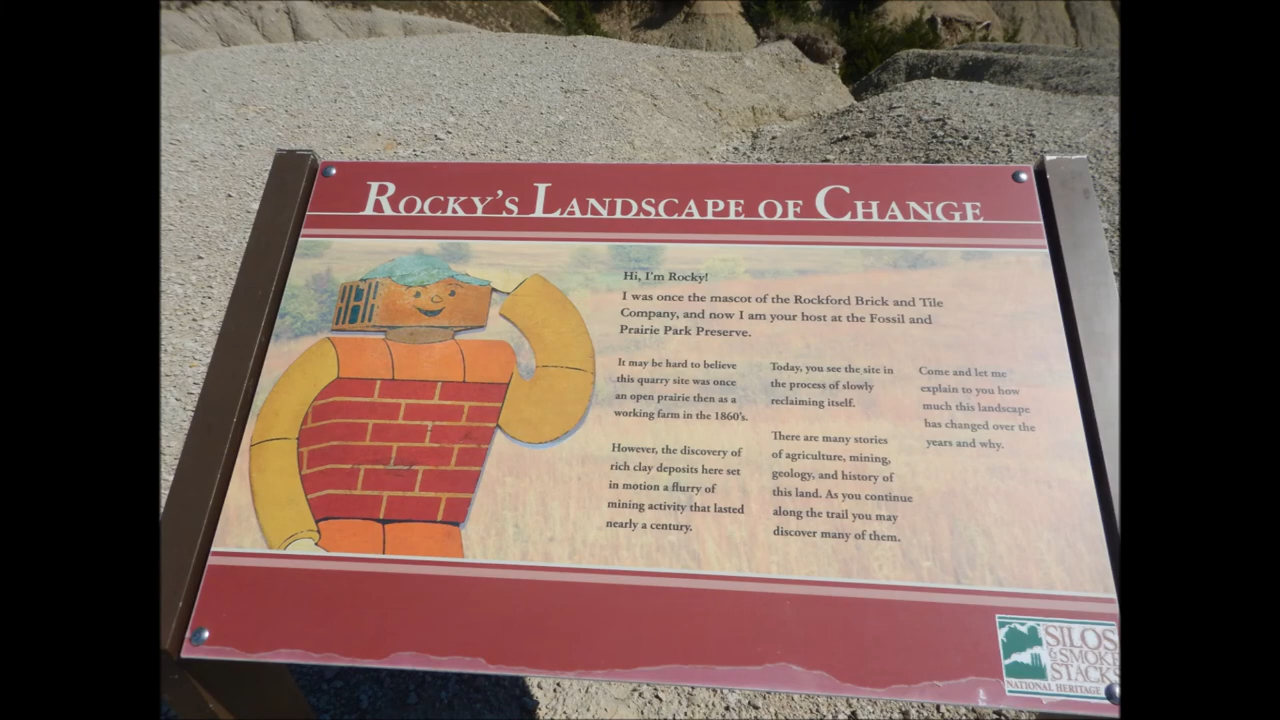 ROCKY'S LANDSCAPE OF CHANGE
Hi, I'm Rocky!
I was once the mascot of the Rockford Brick and Tile
Company, and now I am your host at the Fossil and
Prairie Park Preserve.
It may be hard to believe
this quarry site was once
an open prairie then as a
working farm in the 1860's.
However, the discovery of
rich clay deposits here set
in motion a flurry of
mining activity that lasted
nearly a century.
Today, you see the site in
the process of slowly
reclaiming itself.
There are many stories
of agriculture, mining,
geology, and history of
this land. As you continue
along the trail you may
discover many of them.
Come and let me
explain to you how
much this landscape
has changed over the
years and why.
SILOS
& SMOKE
STACKS
NATIONAL HERITAGE